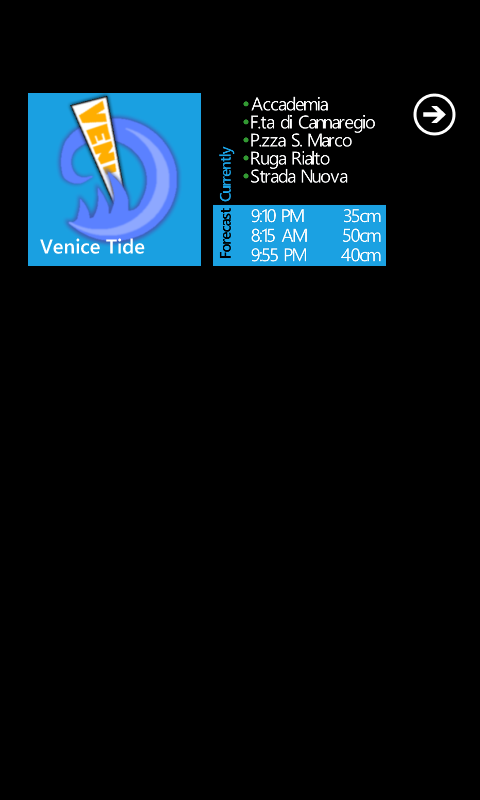 VENI
Venice Tide
Currently
Accademia
F.ta di Cannaregio
P.zza S. Marco
Ruga Rialto
Strada Nuova
Forecast
9:10 PM 35cm
8:15 AM 50cm
9:55 PM 40cm